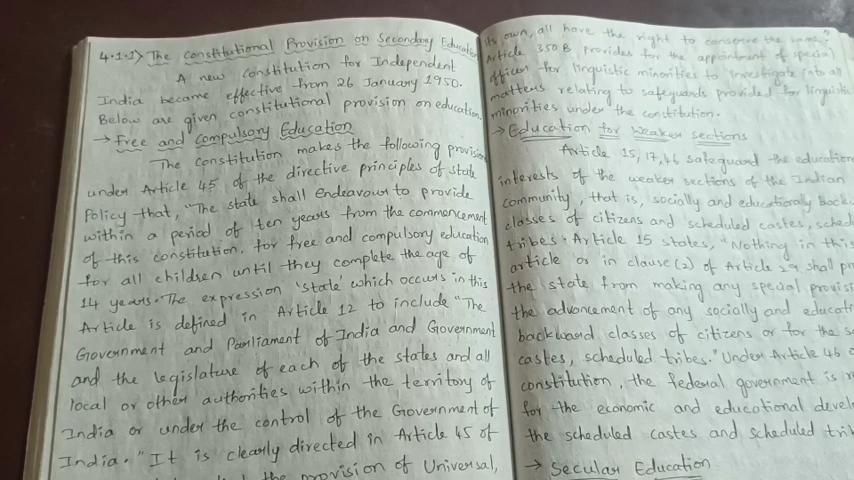 4.1.1> The Constitutional Provision on Secondary Educa
A new constitution for Independent
India became effective from 26 January 1950.
Below are given constitutional provision on education.
→ Free and Compulsory Education
The Constitution makes the following provision
under Article 45 of the directive principles of state
Policy that, "The state shall endeavour to provide
within a period of ten years from the commencement
of this constitution. for free and compulsory education
for all children until they complete the age of
14 years. The expression 'state' which occurs in this
Article is defined in Article 12 to include "The
Government and Parliament of India and Government
and the legislature of each of the states and all
local or other authorities within the territory of
India or under the control of the Government of
India." It is clearly directed in Article 45 of
the provision of Universal,
its own, all have the right to conserve the same."
Article 350 B provides for the appointment of special
officer for linguistic minorities to investigate into all
matters relating to safeguards provided for linguistic
minorities under the constitution.
→ Education for weaker sections
Article 15, 17, 46 safeguard the education
interests of the weaker sections of the Indian
community, that is, socially and educationally back
classes of citizens and scheduled castes, sched
tribes. Article 15 states, "Nothing in this
article or in clause (2) of Article 29 shall pr
the state from making any special provisi
the advancement of any socially and educati
backward classes of citizens or for the s
castes, scheduled tribes." Under Article 46 o
constitution, the federal government is r
for the economic and educational devel
the scheduled castes and scheduled trib
→ Secular Education